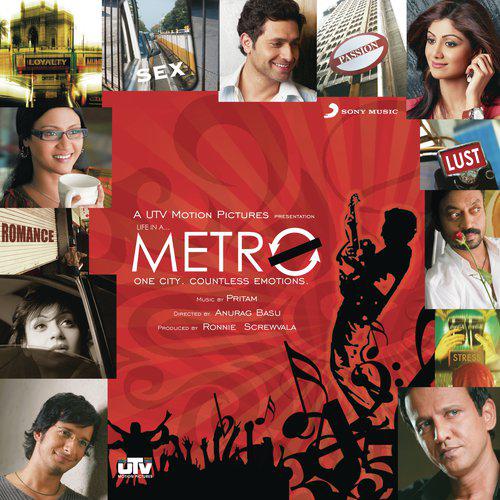 LOYALTY
SEX
PASSION
SONY MUSIC
LUST
ROMANCE
A UTV MOTION PICTURES PRESENTATION
LIFE IN A...
METRO
ONE CITY. COUNTLESS EMOTIONS.
MUSIC BY PRITAM
DIRECTED BY ANURAG BASU
PRODUCED BY RONNIE SCREWVALA
STRESS
UTV
MOTION PICTURES